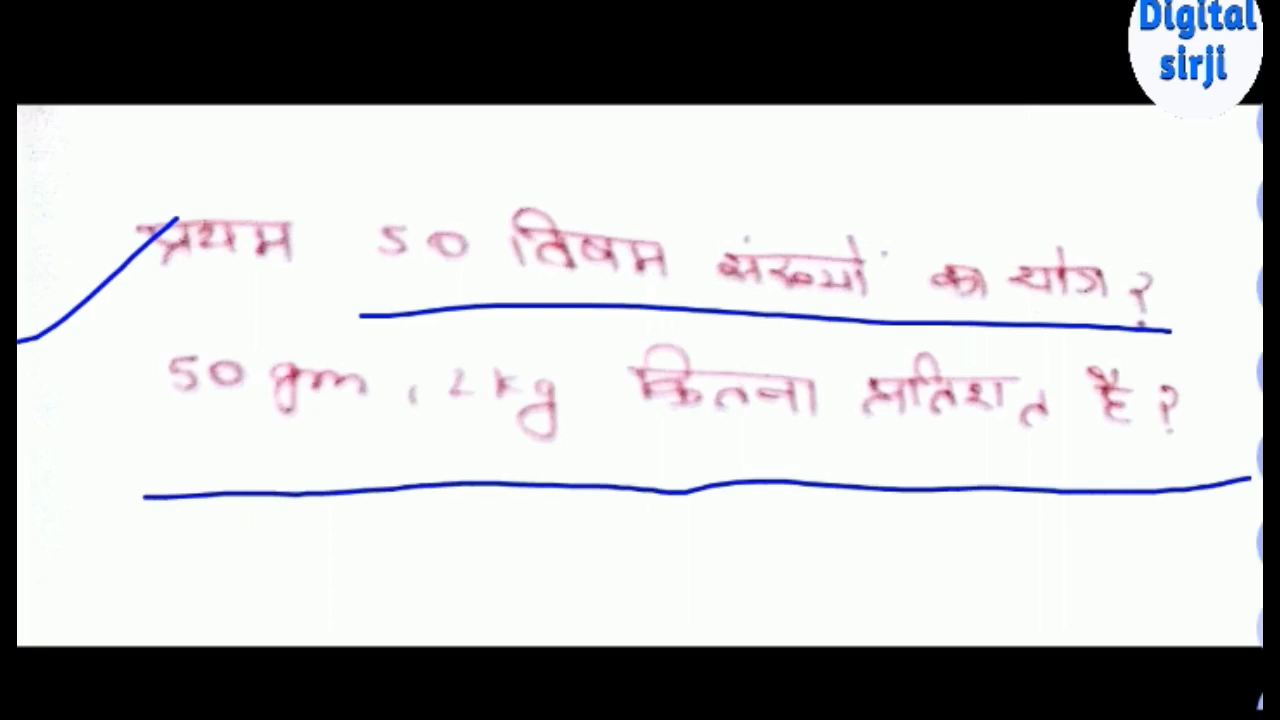 Digital
sirji
प्रथम 50 विषम संख्यों का योग ?
50 gm, 2 kg कितना प्रतिशत है ?